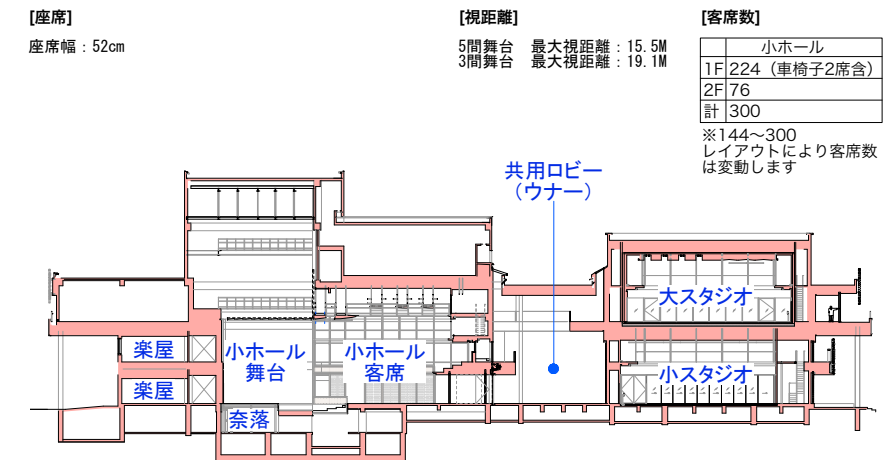 [座席]
座席幅：52cm
[視距離]
5間舞台　最大視距離：15.5M
3間舞台　最大視距離：19.1M
[客席数]
小ホール
1F 224（車椅子2席含）
2F 76
計 300
※144～300
レイアウトにより客席数
は変動します
共用ロビー
（ウナー）
大スタジオ
楽屋
小ホール
舞台
小ホール
客席
小スタジオ
楽屋
奈落